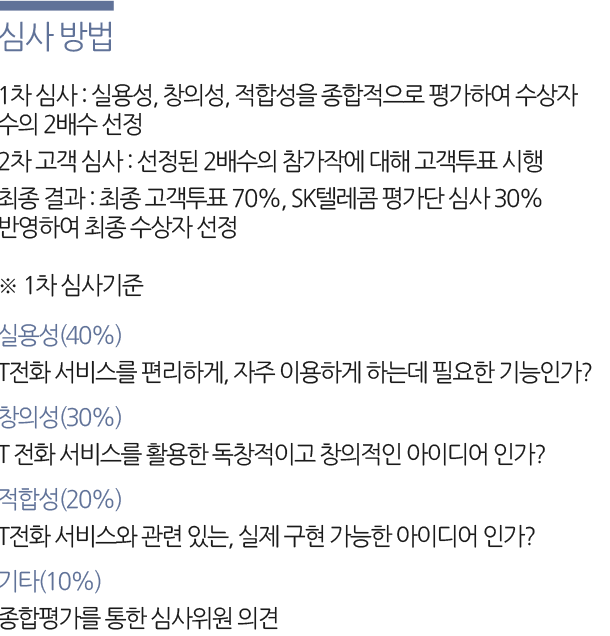 심사 방법
1차 심사 : 실용성, 창의성, 적합성을 종합적으로 평가하여 수상자
수의 2배수 선정
2차 고객 심사 : 선정된 2배수의 참가작에 대해 고객투표 시행
최종 결과 : 최종 고객투표 70%, SK텔레콤 평가단 심사 30%
반영하여 최종 수상자 선정
※ 1차 심사기준
실용성(40%)
T전화 서비스를 편리하게, 자주 이용하게 하는데 필요한 기능인가?
창의성(30%)
T 전화 서비스를 활용한 독창적이고 창의적인 아이디어 인가?
적합성(20%)
T전화 서비스와 관련 있는, 실제 구현 가능한 아이디어 인가?
기타(10%)
종합평가를 통한 심사위원 의견